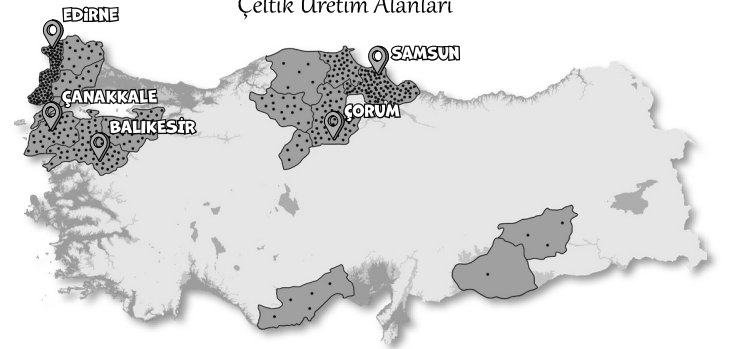 Çeltik Üretim Alanları
EDİRNE
SAMSUN
ÇANAKKALE
ÇORUM
BALIKESİR